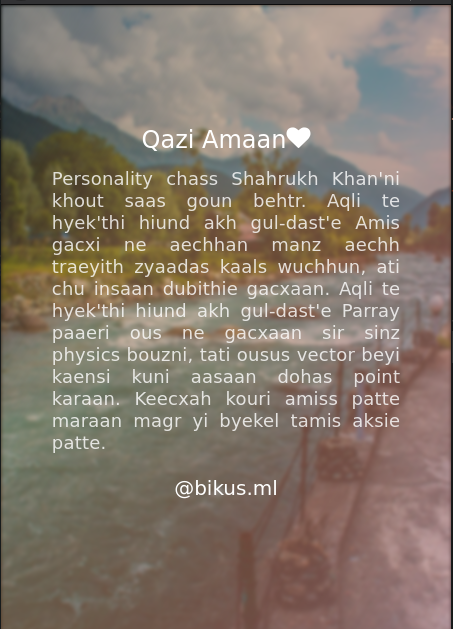 Qazi Amaan♥
Personality chass Shahrukh Khan'ni
khout saas goun behtr. Aqli te
hyek'thi hiund akh gul-dast'e Amis
gacxi ne aechhan manz aechh
traeyith zyaadas kaals wuchhun, ati
chu insaan dubithie gacxaan. Aqli te
hyek'thi hiund akh gul-dast'e Parray
paaeri ous ne gacxaan sir sinz
physics bouzni, tati ousus vector beyi
kaensi kuni aasaan dohas point
karaan. Keecxah kouri amiss patte
maraan magr yi byekel tamis aksie
patte.
@bikus.ml